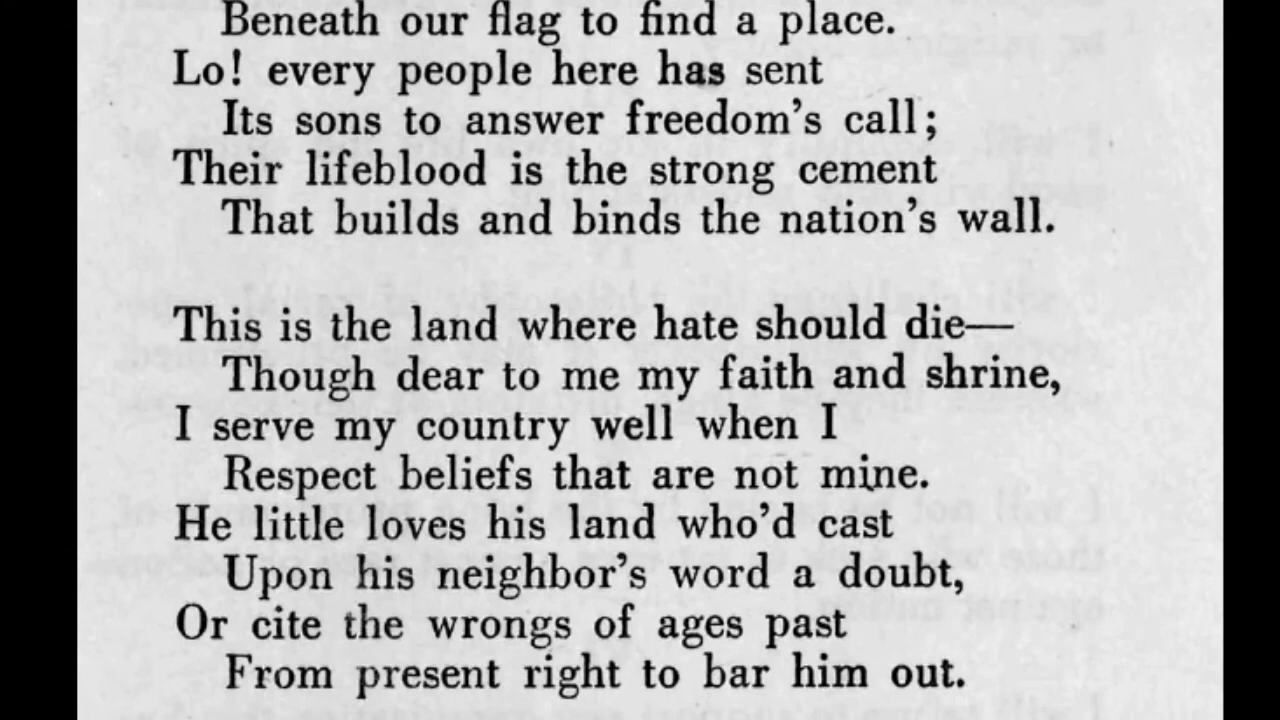 Beneath our flag to find a place.
Lo! every people here has sent
Its sons to answer freedom's call;
Their lifeblood is the strong cement
That builds and binds the nation's wall.
This is the land where hate should die—
Though dear to me my faith and shrine,
I serve my country well when I
Respect beliefs that are not mine.
He little loves his land who'd cast
Upon his neighbor's word a doubt,
Or cite the wrongs of ages past
From present right to bar him out.